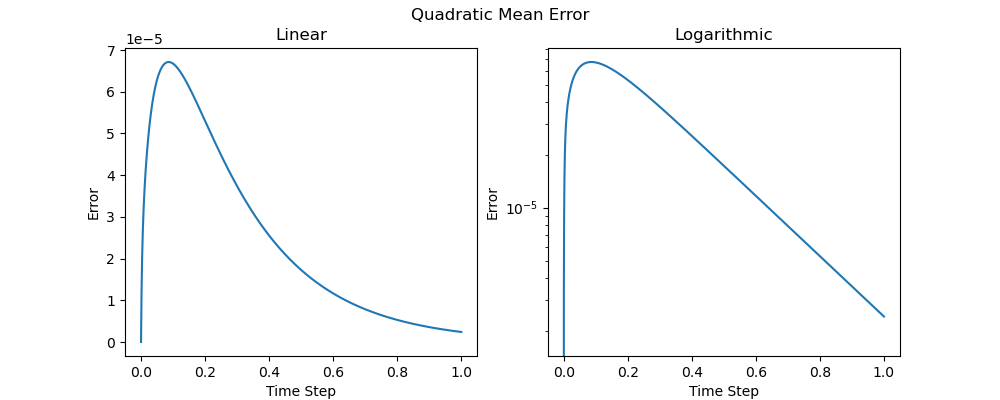 Quadratic Mean Error
Linear
1e−5
7
6
5
4
3
2
1
0
Error
0.0 0.2 0.4 0.6 0.8 1.0
Time Step
Logarithmic
10⁻⁵
Error
0.0 0.2 0.4 0.6 0.8 1.0
Time Step